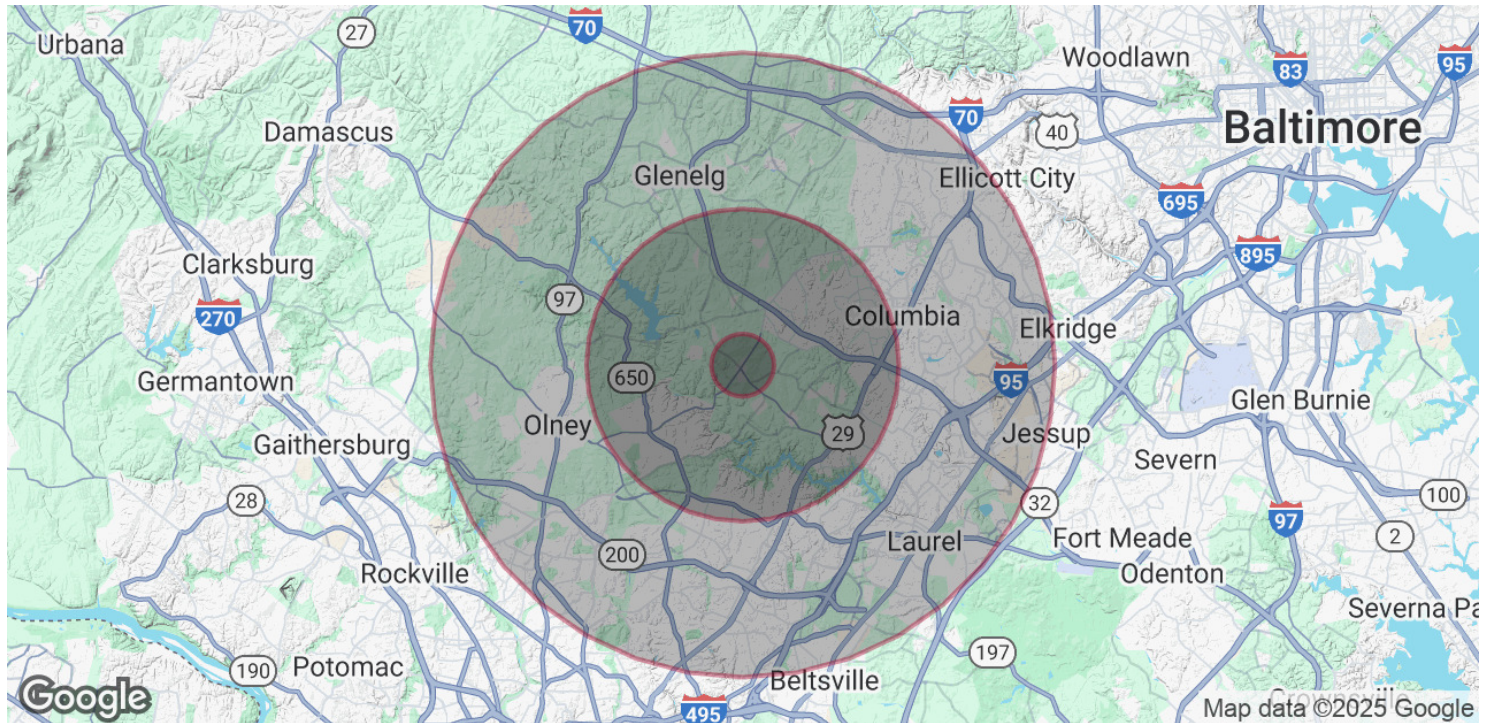 70
Urbana
27
Woodlawn
83
95
Damascus
70
40
Baltimore
Glenelg
Ellicott City
695
Clarksburg
895
97
270
Columbia
Elkridge
650
95
Germantown
Glen Burnie
Olney
29
Jessup
Gaithersburg
Severn
28
32
100
97
200
Laurel
Fort Meade
2
Rockville
Odenton
Severna Pa
197
190
Potomac
Beltsville
Google
495
Crownsville
Map data ©2025 Google